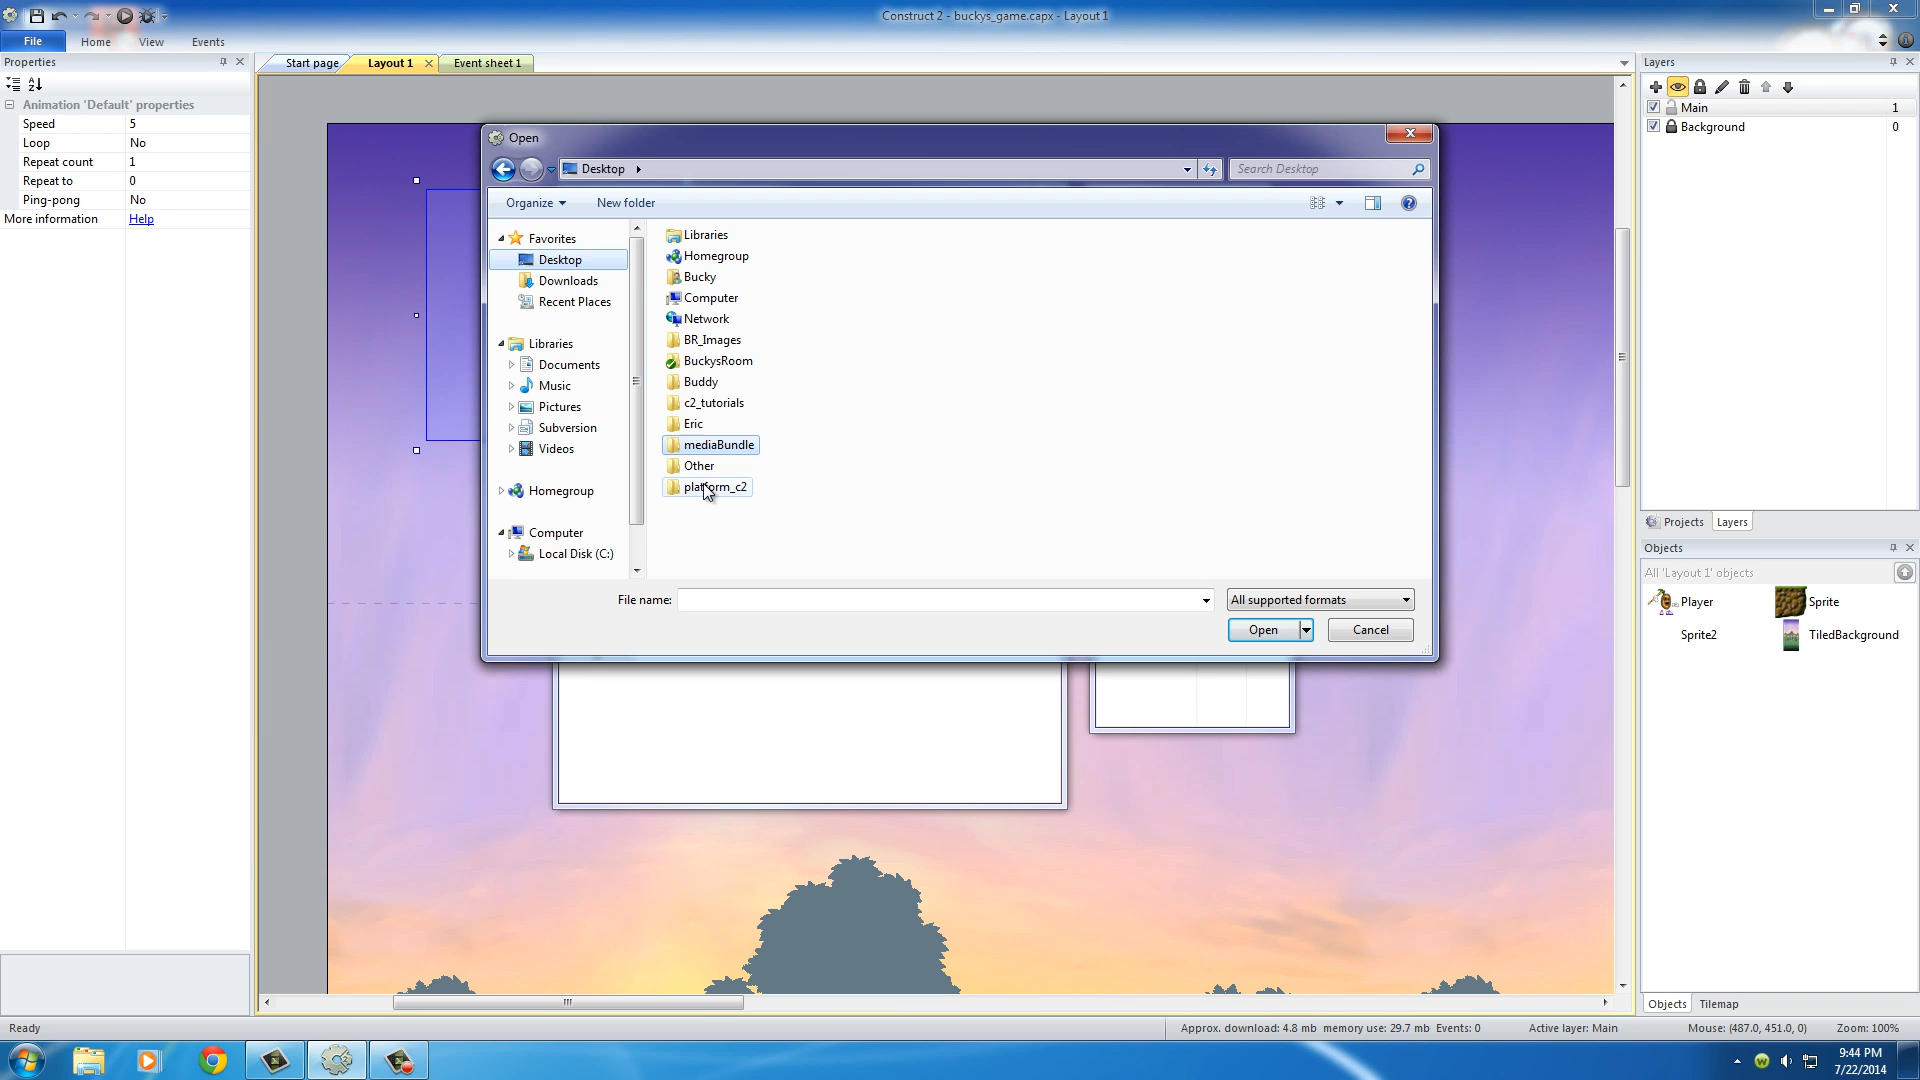 Construct 2 - buckys_game.capx - Layout 1
File Home View Events
Properties
Animation 'Default' properties
Speed 5
Loop No
Repeat count 1
Repeat to 0
Ping-pong No
More information Help
Start page Layout 1 Event sheet 1
Open
Desktop
Search Desktop
Organize New folder
Favorites
Desktop
Downloads
Recent Places
Libraries
Documents
Music
Pictures
Subversion
Videos
Homegroup
Computer
Local Disk (C:)
Libraries
Homegroup
Bucky
Computer
Network
BR_Images
BuckysRoom
Buddy
c2_tutorials
Eric
mediaBundle
Other
platform_c2
File name: All supported formats
Open Cancel
Layers
Main 1
Background 0
Projects Layers
Objects
All 'Layout 1' objects
Player Sprite
Sprite2 TiledBackground
Objects Tilemap
Ready Approx. download: 4.8 mb memory use: 29.7 mb Events: 0 Active layer: Main Mouse: (487.0, 451.0, 0) Zoom: 100%
9:44 PM
7/22/2014